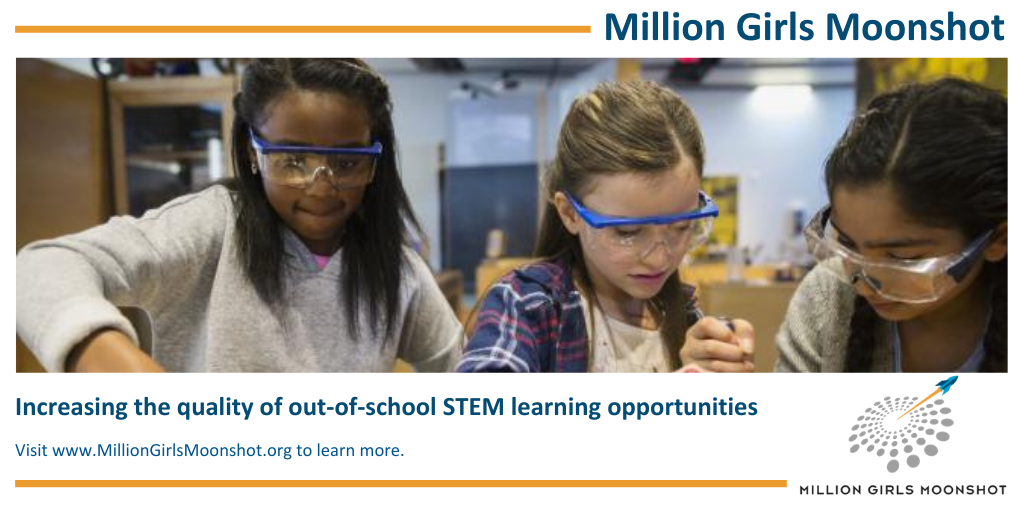 Million Girls Moonshot
Increasing the quality of out-of-school STEM learning opportunities
Visit www.MillionGirlsMoonshot.org to learn more.
MILLION GIRLS MOONSHOT